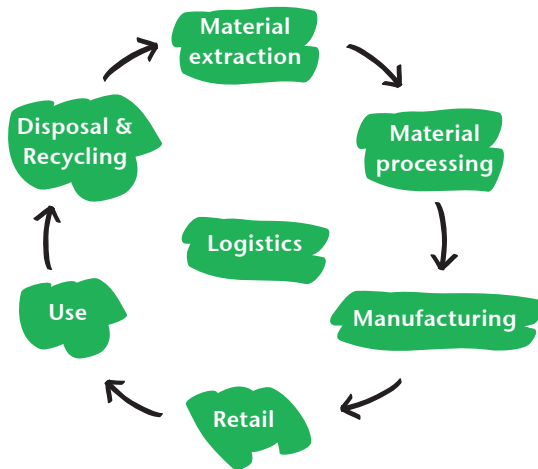 Material
extraction
Disposal &
Recycling
Material
processing
Logistics
Use
Manufacturing
Retail